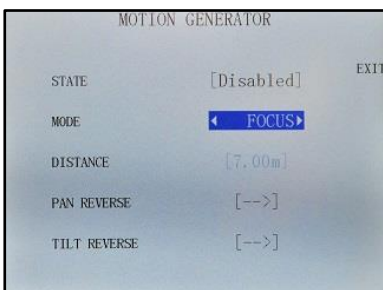 MOTION GENERATOR
EXIT
STATE [Disabled]
MODE ◂ FOCUS▸
DISTANCE [7.00m]
PAN REVERSE [-->]
TILT REVERSE [-->]